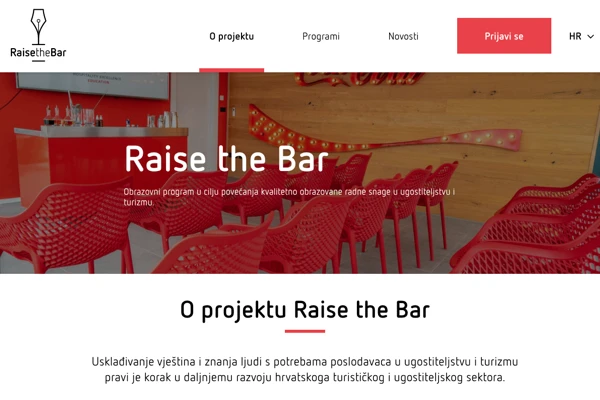 RaisetheBar
O projektu
Programi
Novosti
Prijavi se
HR
Raise the Bar
Obrazovni program u cilju povećanja kvalitetno obrazovane radne snage u ugostiteljstvu i
turizmu.
O projektu Raise the Bar
Usklađivanje vještina i znanja ljudi s potrebama poslodavaca u ugostiteljstvu i turizmu
pravi je korak u daljnjemu razvoju hrvatskoga turističkog i ugostiteljskog sektora.